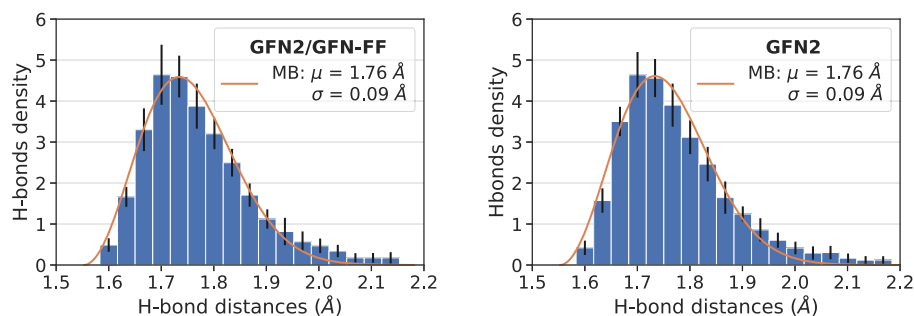 6
5
4
3
2
1
0
H-bonds density
GFN2/GFN-FF
MB: μ = 1.76 Å
σ = 0.09 Å
1.5 1.6 1.7 1.8 1.9 2.0 2.1 2.2
H-bond distances (Å)
6
5
4
3
2
1
0
Hbonds density
GFN2
MB: μ = 1.76 Å
σ = 0.09 Å
1.5 1.6 1.7 1.8 1.9 2.0 2.1 2.2
H-bond distances (Å)